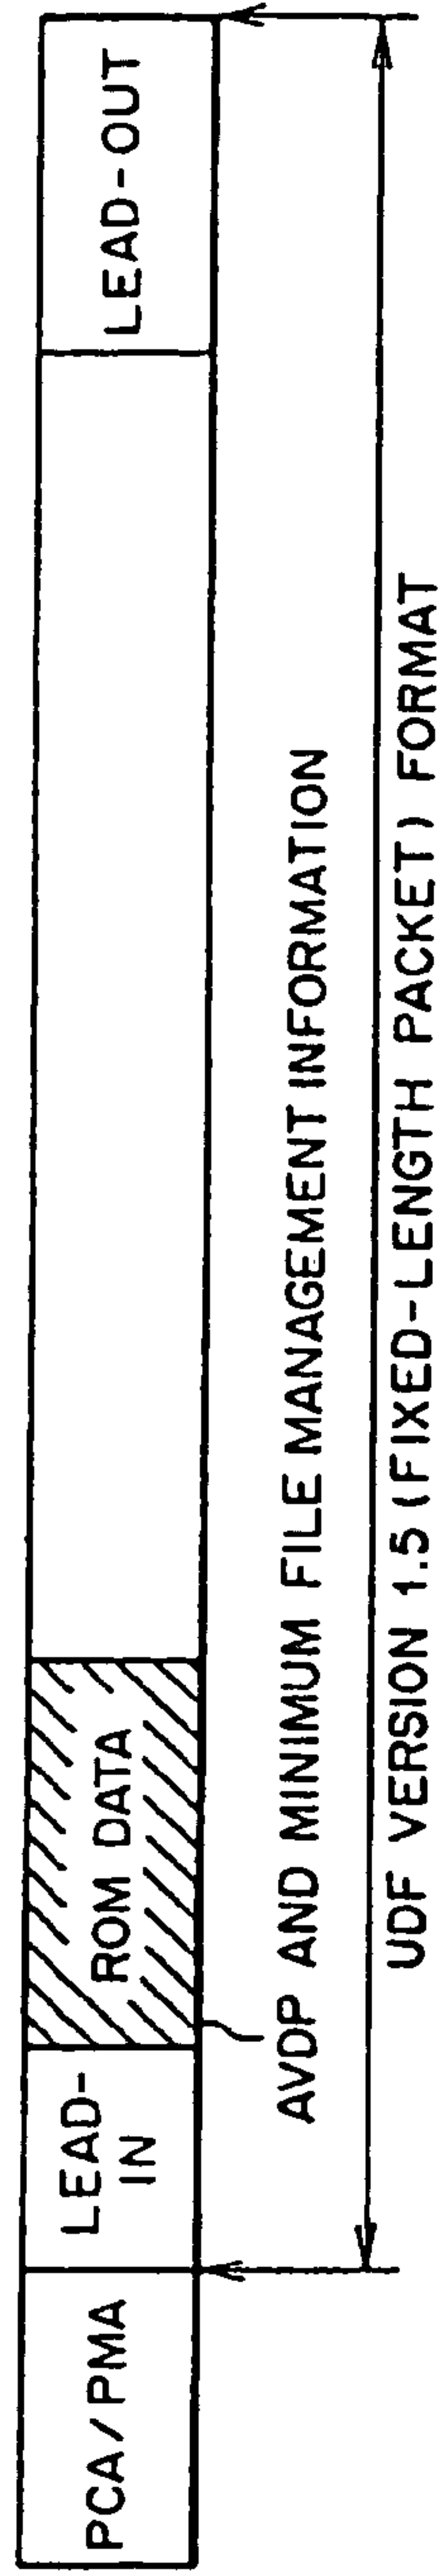 PCA/PMA
LEAD-
IN
ROM DATA
LEAD-OUT
AVDP AND MINIMUM FILE MANAGEMENT INFORMATION
UDF VERSION 1.5 (FIXED-LENGTH PACKET) FORMAT